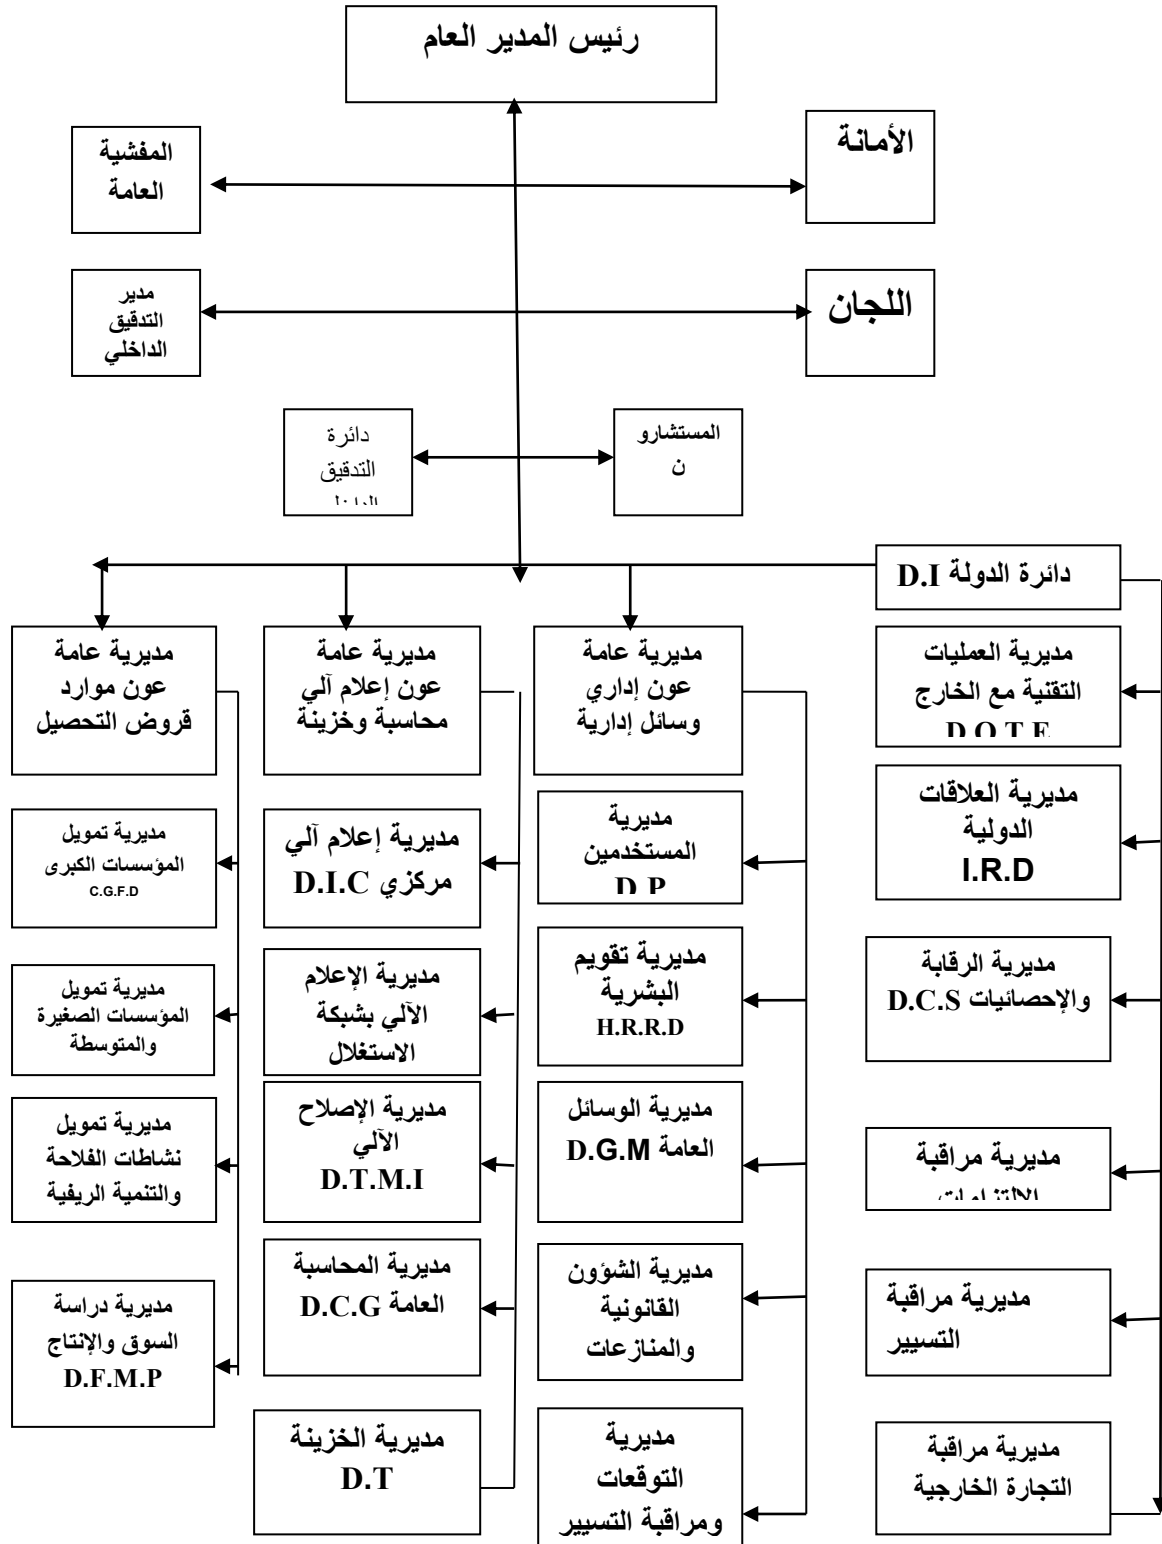 رئيس المدير العام
الأمانة
المفشية
العامة
اللجان
مدير
التدقيق
الداخلي
المستشارو
ن
دائرة
التدقيق
دائرة الدولة D.I
مديرية العمليات
التقنية مع الخارج
D.O.T.E
مديرية العلاقات
الدولية
I.R.D
مديرية الرقابة
والإحصائيات D.C.S
مديرية مراقبة
الالتزامات
مديرية مراقبة
التسيير
مديرية مراقبة
التجارة الخارجية
مديرية عامة
عون إداري
وسائل إدارية
مديرية
المستخدمين
D.P
مديرية تقويم
البشرية
H.R.R.D
مديرية الوسائل
العامة D.G.M
مديرية الشؤون
القانونية
والمنازعات
مديرية
التوقعات
ومراقبة التسيير
مديرية عامة
عون إعلام آلي
محاسبة وخزينة
مديرية إعلام آلي
مركزي D.I.C
مديرية الإعلام
الآلي بشبكة
الاستغلال
مديرية الإصلاح
الآلي
D.T.M.I
مديرية المحاسبة
العامة D.C.G
مديرية الخزينة
D.T
مديرية عامة
عون موارد
قروض التحصيل
مديرية تمويل
المؤسسات الكبرى
C.G.F.D
مديرية تمويل
المؤسسات الصغيرة
والمتوسطة
مديرية تمويل
نشاطات الفلاحة
والتنمية الريفية
مديرية دراسة
السوق والإنتاج
D.F.M.P